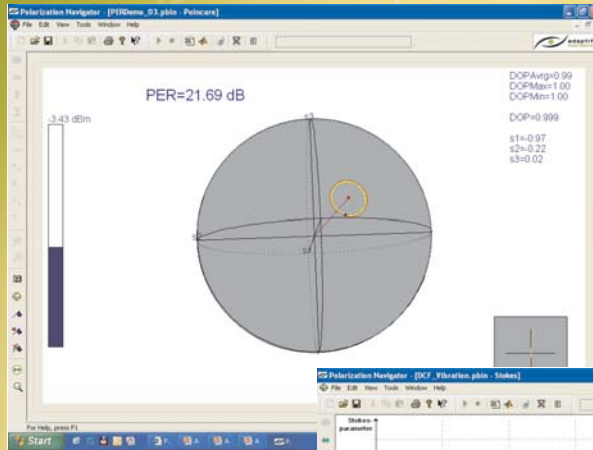 Polarization Navigator - [PERDemo_03.pbin - Poincare]
File Edit View Tools Window Help
adaptif
PER=21.69 dB
DOPAvrg=0.99
DOPMax=1.00
DOPMin=1.00
DOP=0.999
s1=-0.97
s2=-0.22
s3=0.02
-3.43 dBm
s3
For Help, press F1
Start
Polarization Navigator - [DCF_Vibration.pbin - Stokes]
File Edit View Tools Window Help
Stokes-
parameter